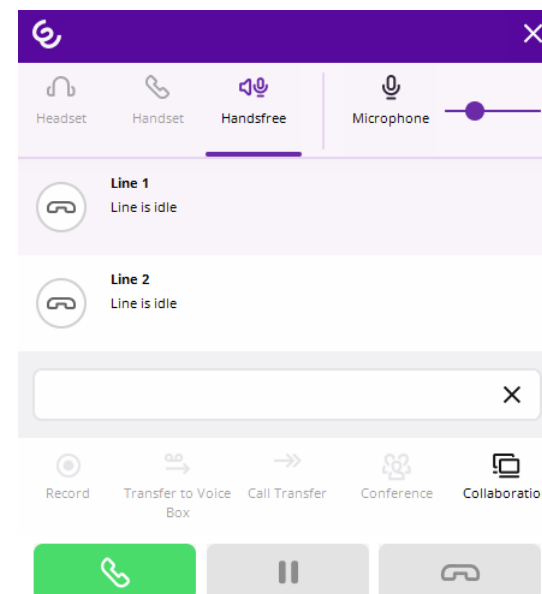 Headset
Handset
Handsfree
Microphone
Line 1
Line is idle
Line 2
Line is idle
Record
Transfer to Voice
Box
Call Transfer
Conference
Collaboratio